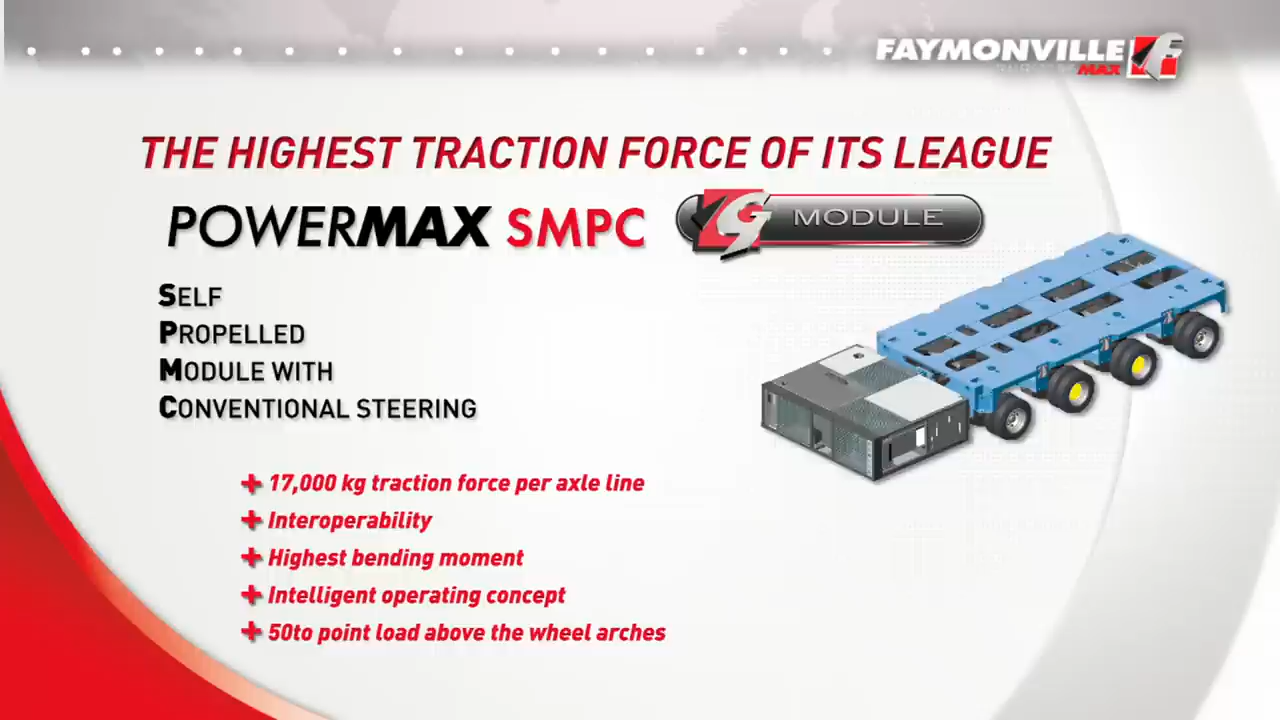 FAYMONVILLE
MAX
THE HIGHEST TRACTION FORCE OF ITS LEAGUE
POWERMAX SMPC G MODULE
SELF
PROPELLED
MODULE WITH
CONVENTIONAL STEERING
+ 17,000 kg traction force per axle line
+ Interoperability
+ Highest bending moment
+ Intelligent operating concept
+ 50to point load above the wheel arches